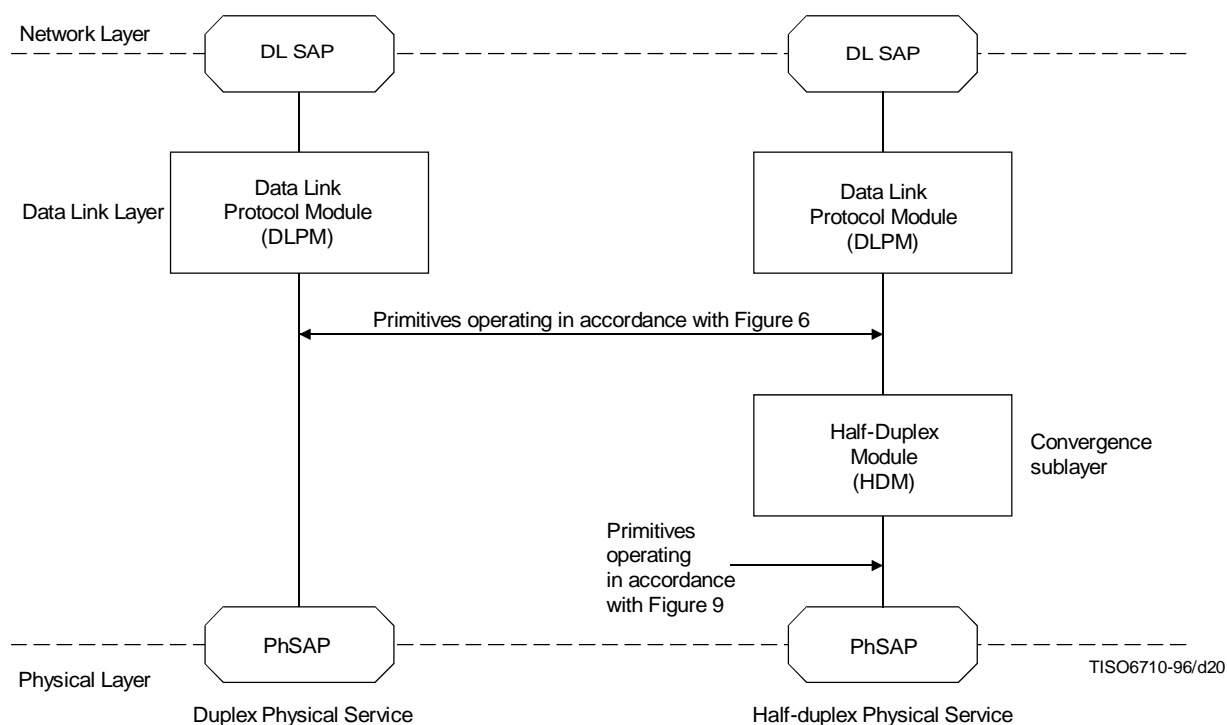 Network Layer
DL SAP
DL SAP
Data Link Layer
Data Link
Protocol Module
(DLPM)
Data Link
Protocol Module
(DLPM)
Primitives operating in accordance with Figure 6
Half-Duplex
Module
(HDM)
Convergence
sublayer
Primitives
operating
in accordance
with Figure 9
PhSAP
PhSAP
Physical Layer
TISO6710-96/d20
Duplex Physical Service
Half-duplex Physical Service